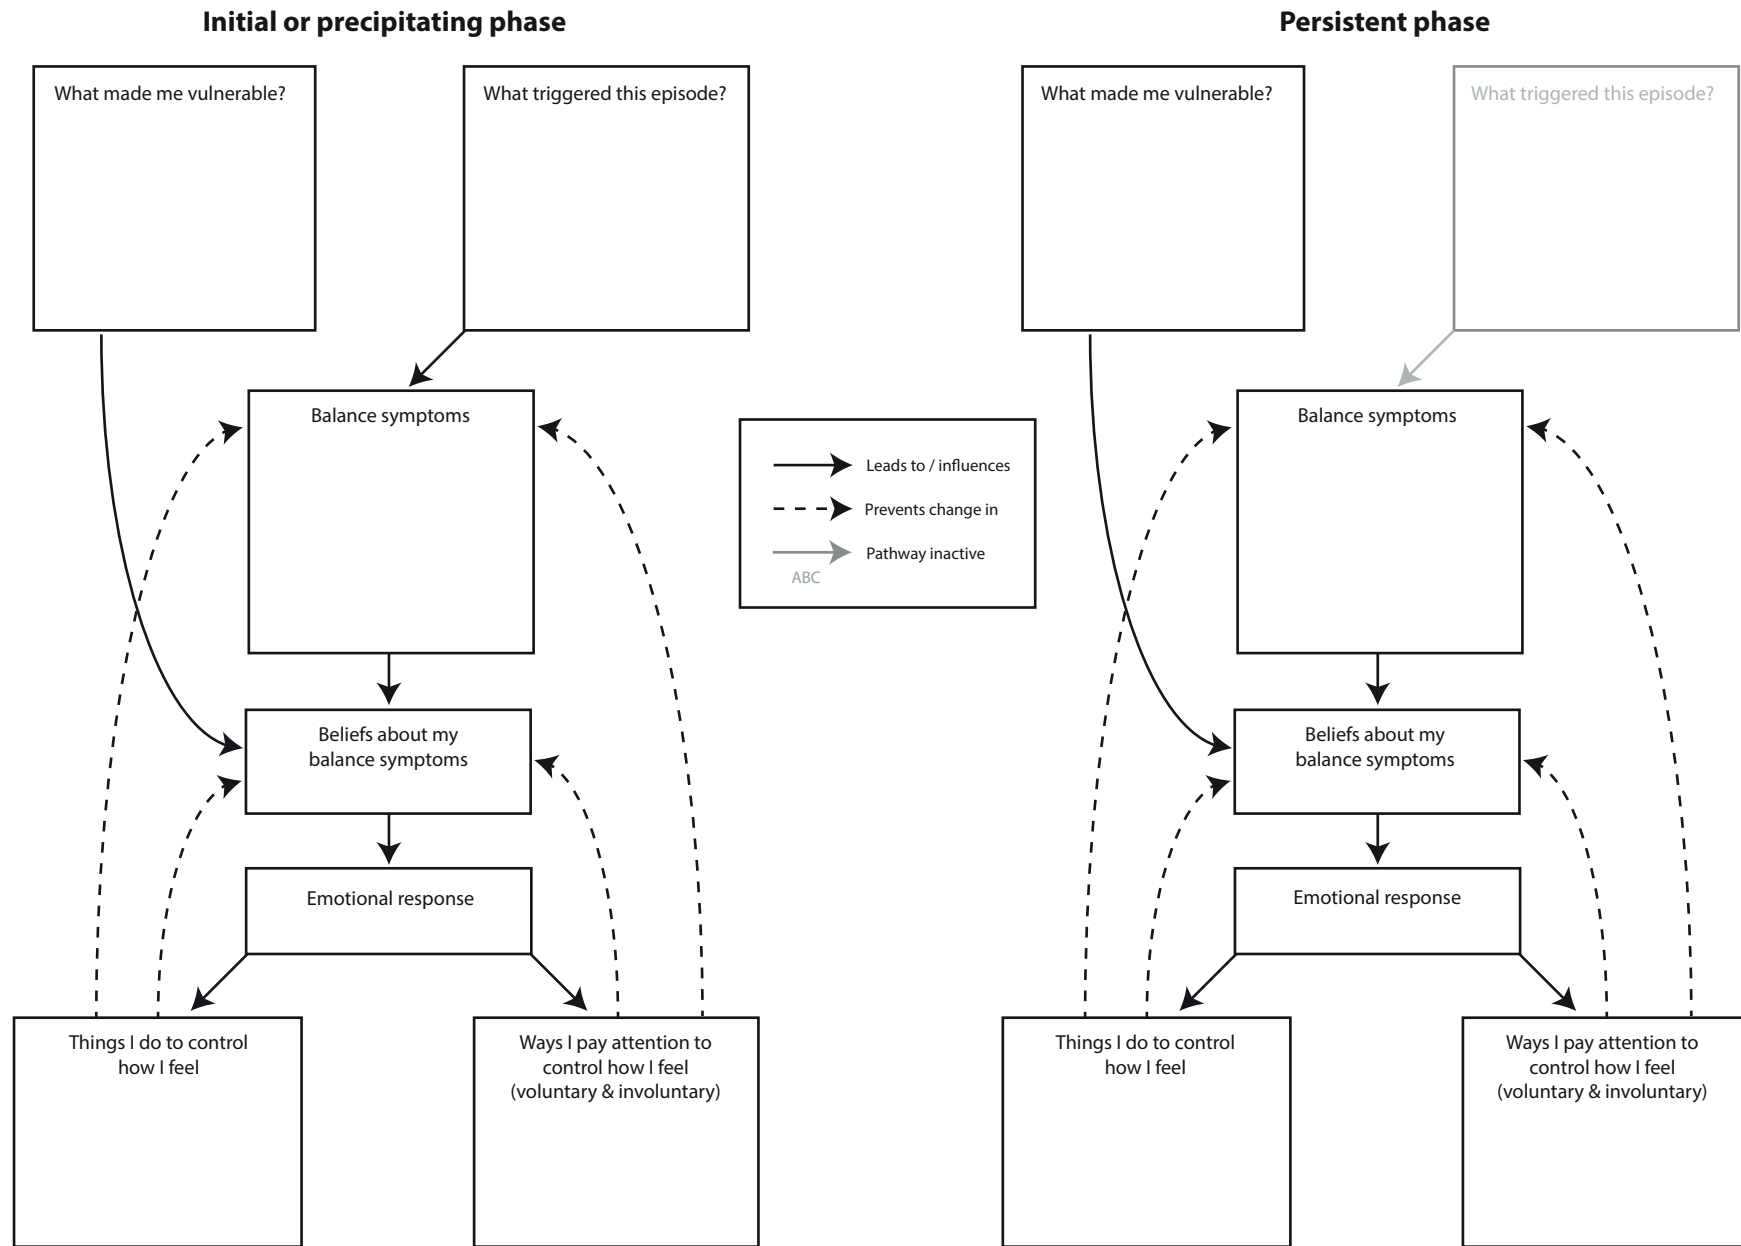 Initial or precipitating phase
What made me vulnerable?
What triggered this episode?
Balance symptoms
Beliefs about my
balance symptoms
Emotional response
Things I do to control
how I feel
Ways I pay attention to
control how I feel
(voluntary & involuntary)
Leads to / influences
Prevents change in
Pathway inactive
ABC
Persistent phase
What made me vulnerable?
What triggered this episode?
Balance symptoms
Beliefs about my
balance symptoms
Emotional response
Things I do to control
how I feel
Ways I pay attention to
control how I feel
(voluntary & involuntary)